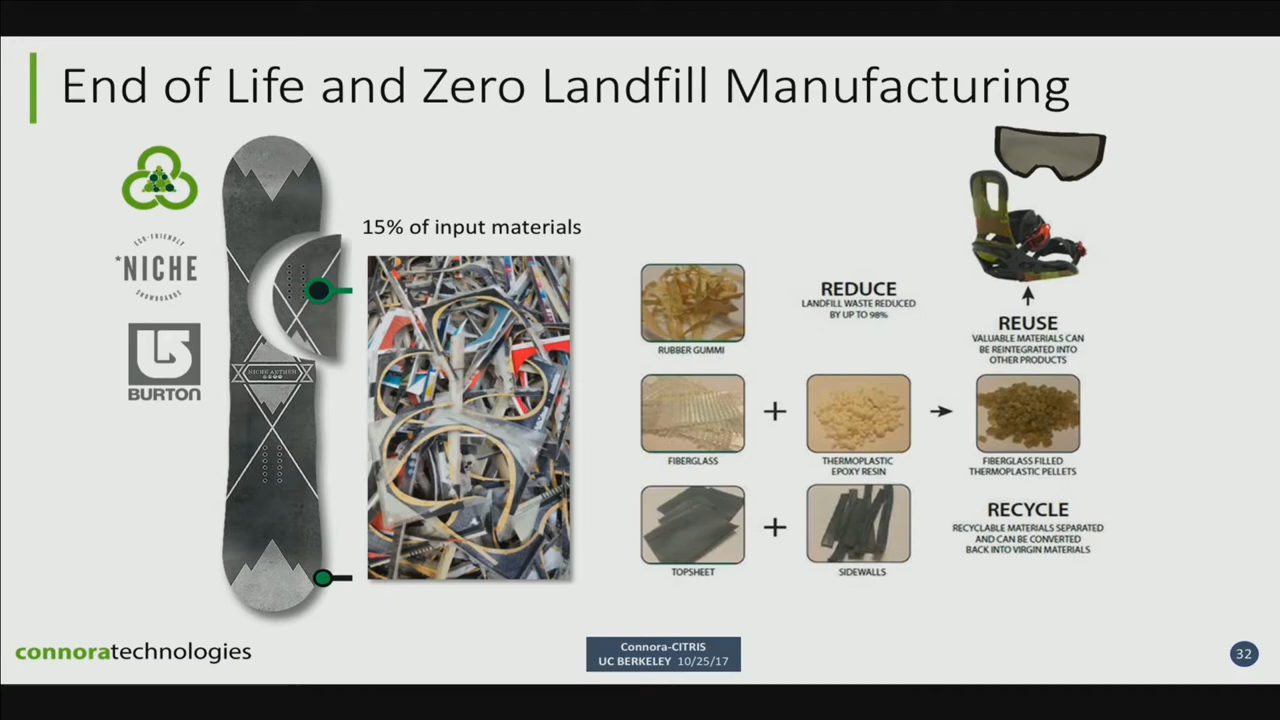 End of Life and Zero Landfill Manufacturing
ECO-FRIENDLY
*NICHE
SNOWBOARDS
BURTON
NICHE AETHER
15% of input materials
RUBBER GUMMI
REDUCE
LANDFILL WASTE REDUCED
BY UP TO 98%
REUSE
VALUABLE MATERIALS CAN
BE REINTEGRATED INTO
OTHER PRODUCTS
FIBERGLASS
+
THERMOPLASTIC
EPOXY RESIN
FIBERGLASS FILLED
THERMOPLASTIC PELLETS
TOPSHEET
+
SIDEWALLS
RECYCLE
RECYCLABLE MATERIALS SEPARATED
AND CAN BE CONVERTED
BACK INTO VIRGIN MATERIALS
connoratechnologies
Connora-CITRIS
UC BERKELEY 10/25/17
32